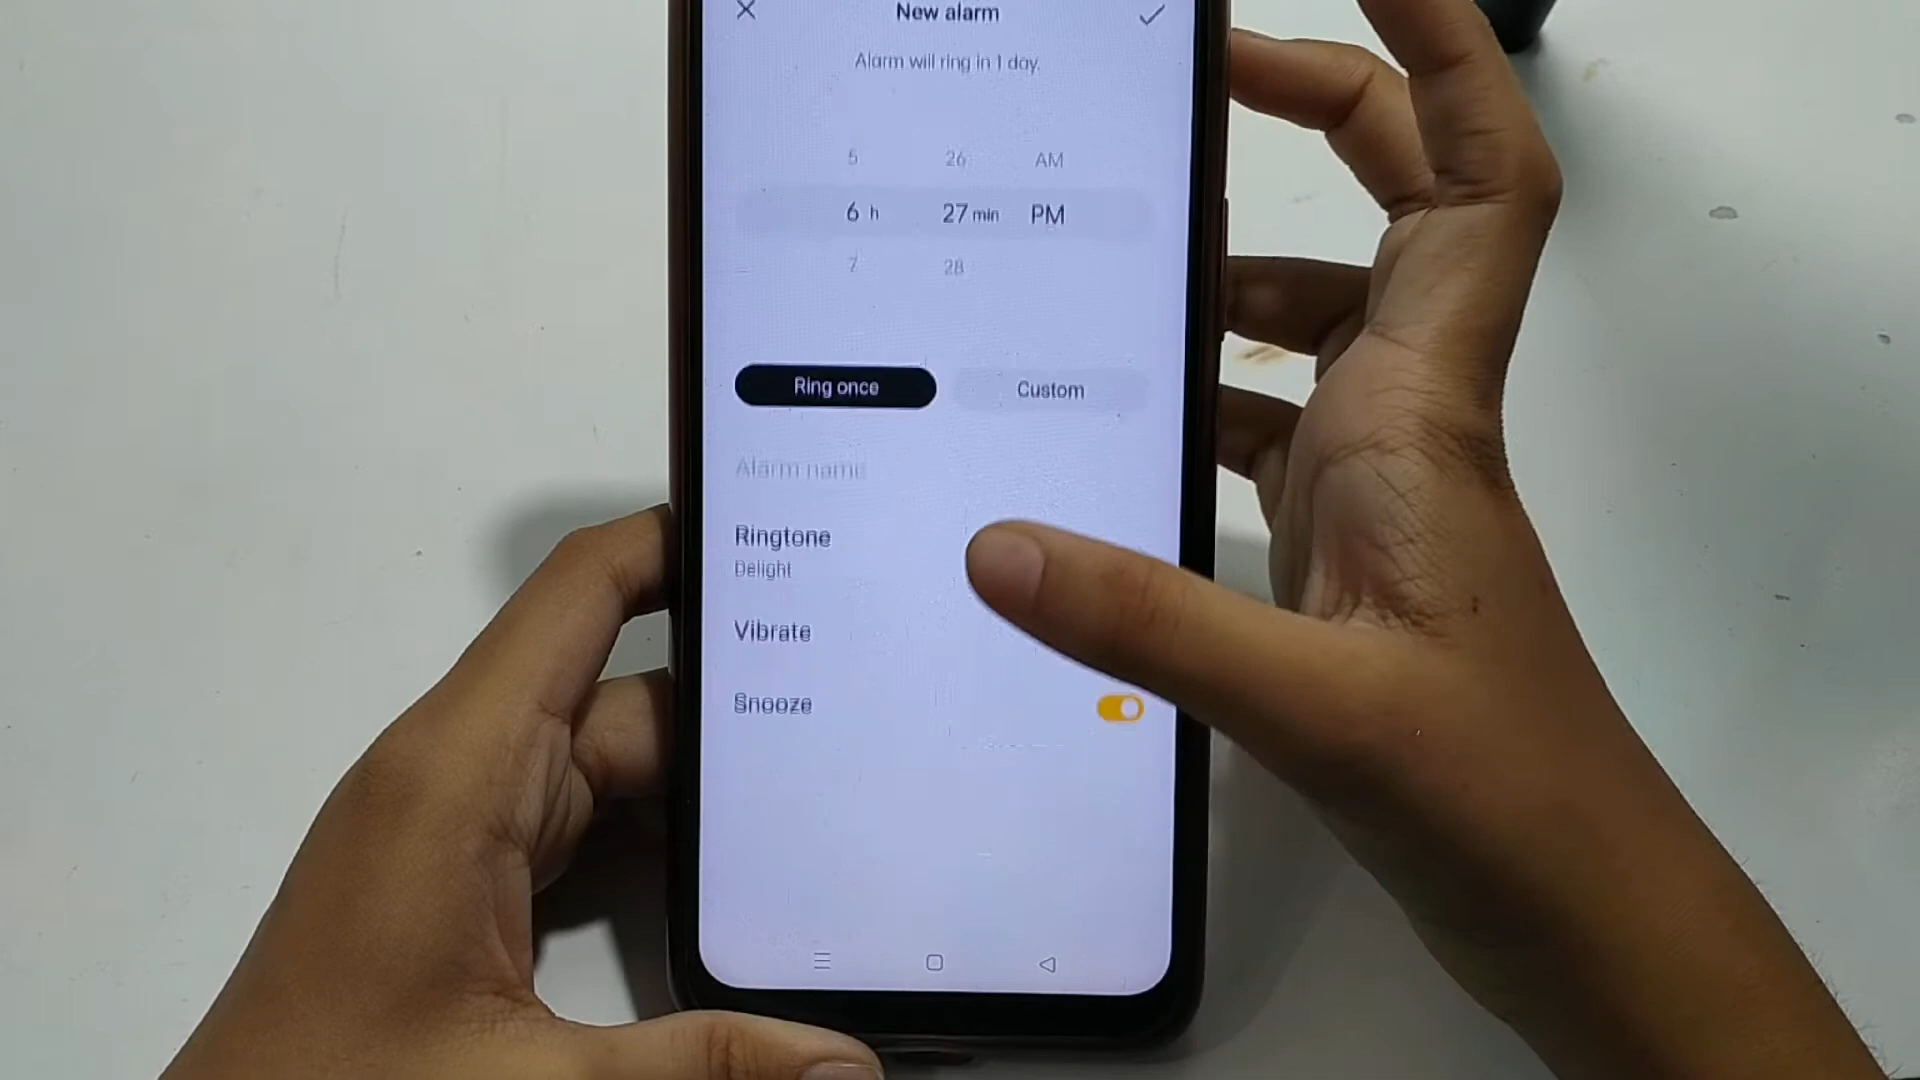 New alarm
Alarm will ring in 1 day.
5 26 AM
6 h 27 min PM
7 28
Ring once Custom
Alarm name
Ringtone
Delight
Vibrate
Snooze